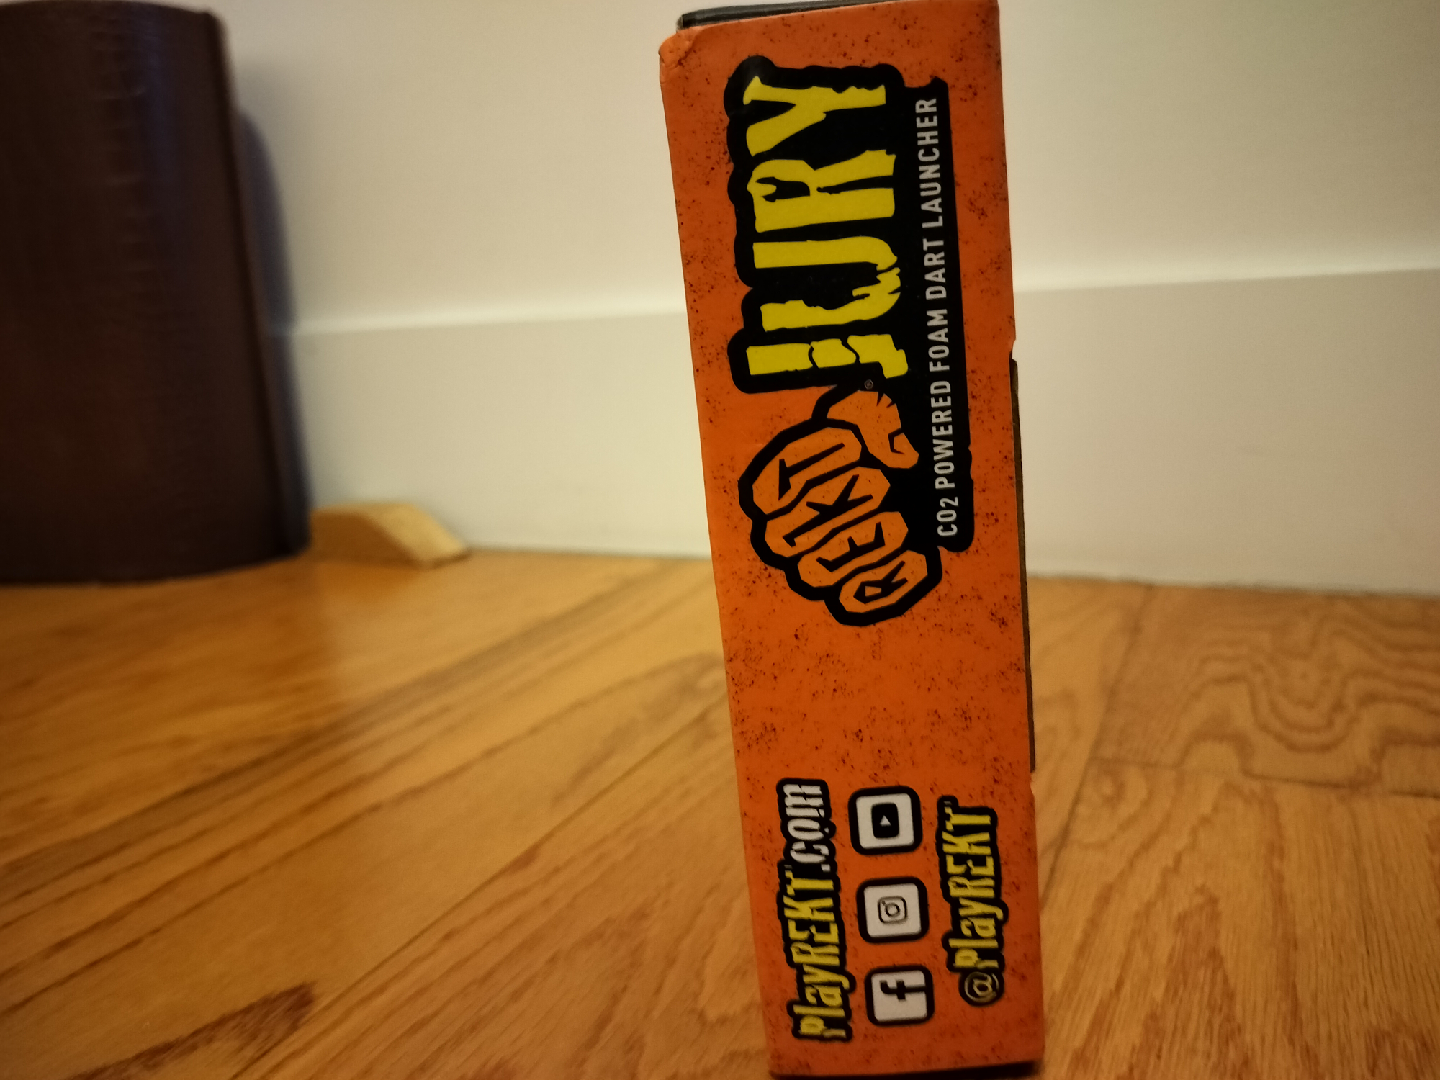 REKT JURY
CO2 POWERED FOAM DART LAUNCHER
PlayREKT.com
@PlayREKT